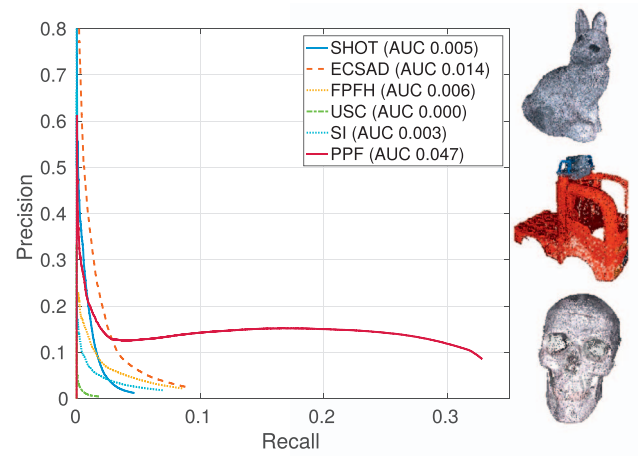 0.8
0.7
0.6
0.5
0.4
0.3
0.2
0.1
0
Precision
SHOT (AUC 0.005)
ECSAD (AUC 0.014)
FPFH (AUC 0.006)
USC (AUC 0.000)
SI (AUC 0.003)
PPF (AUC 0.047)
0 0.1 0.2 0.3
Recall